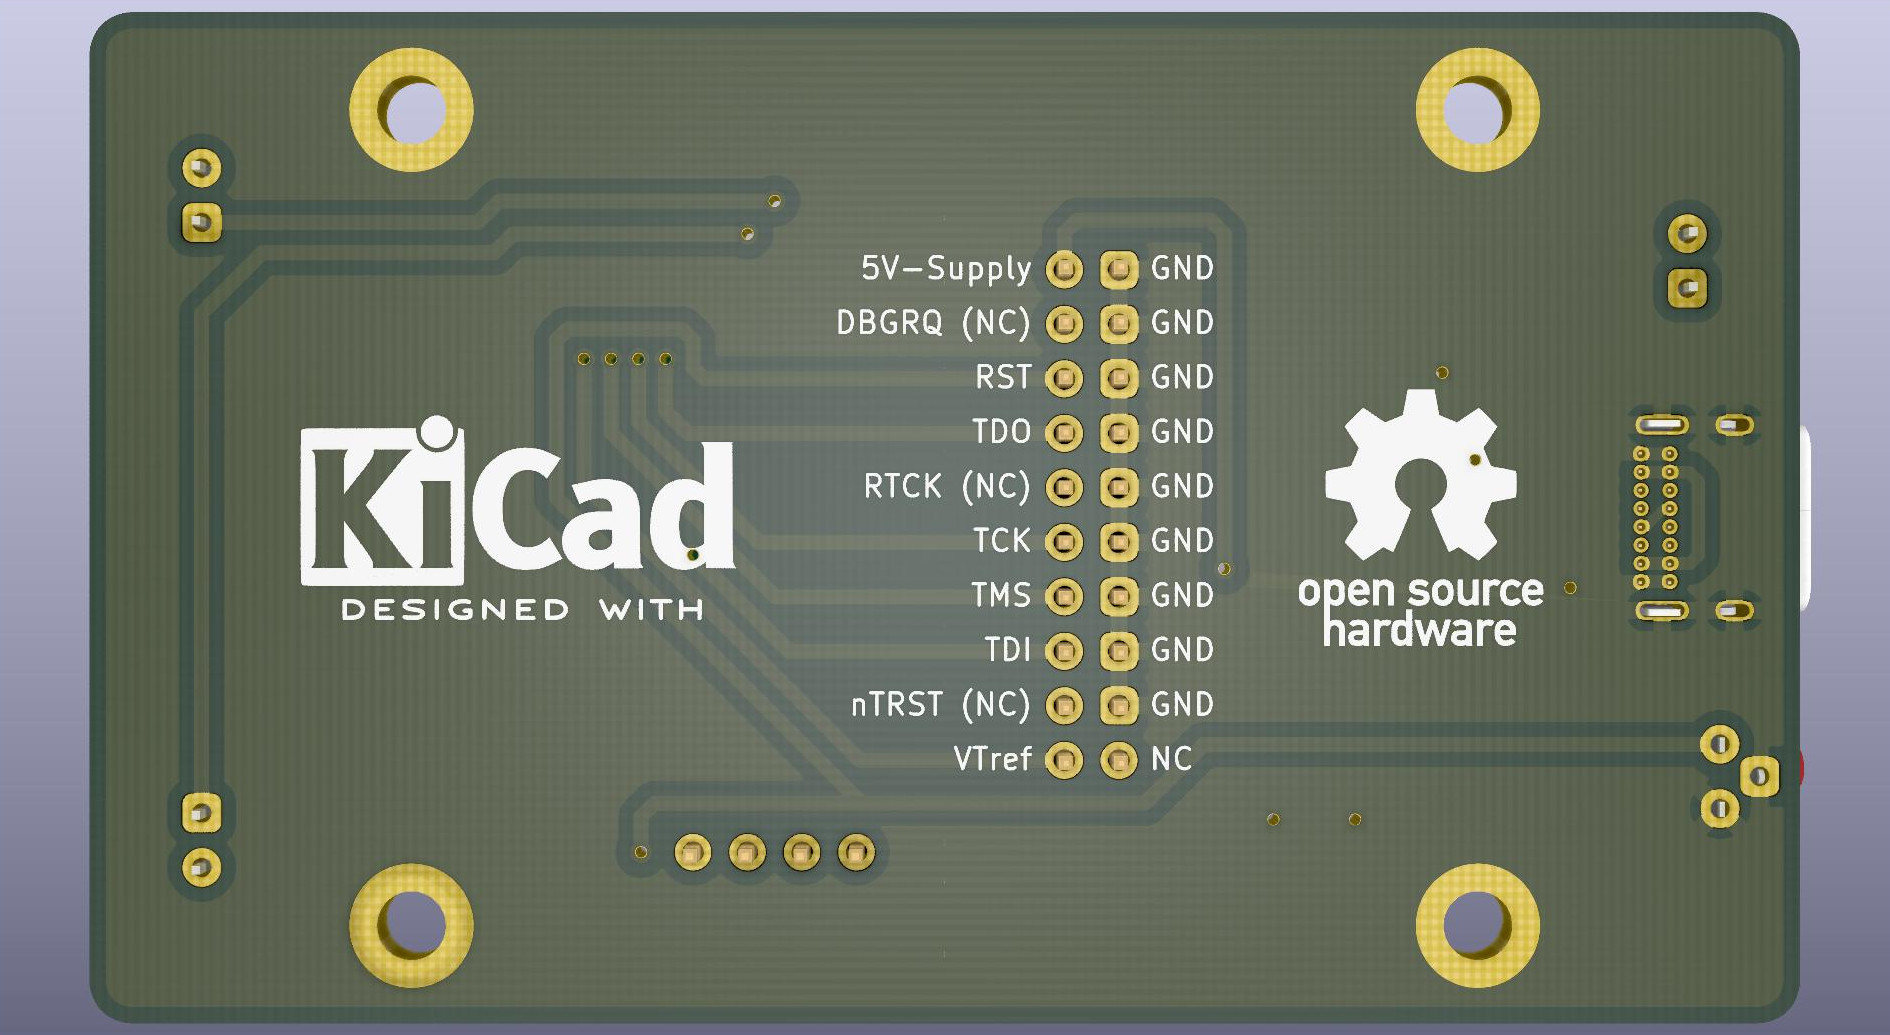 5V-Supply GND
DBGRQ (NC) GND
RST GND
TDO GND
RTCK (NC) GND
TCK GND
TMS GND
TDI GND
nTRST (NC) GND
VTref NC
KiCad
DESIGNED WITH
open source
hardware